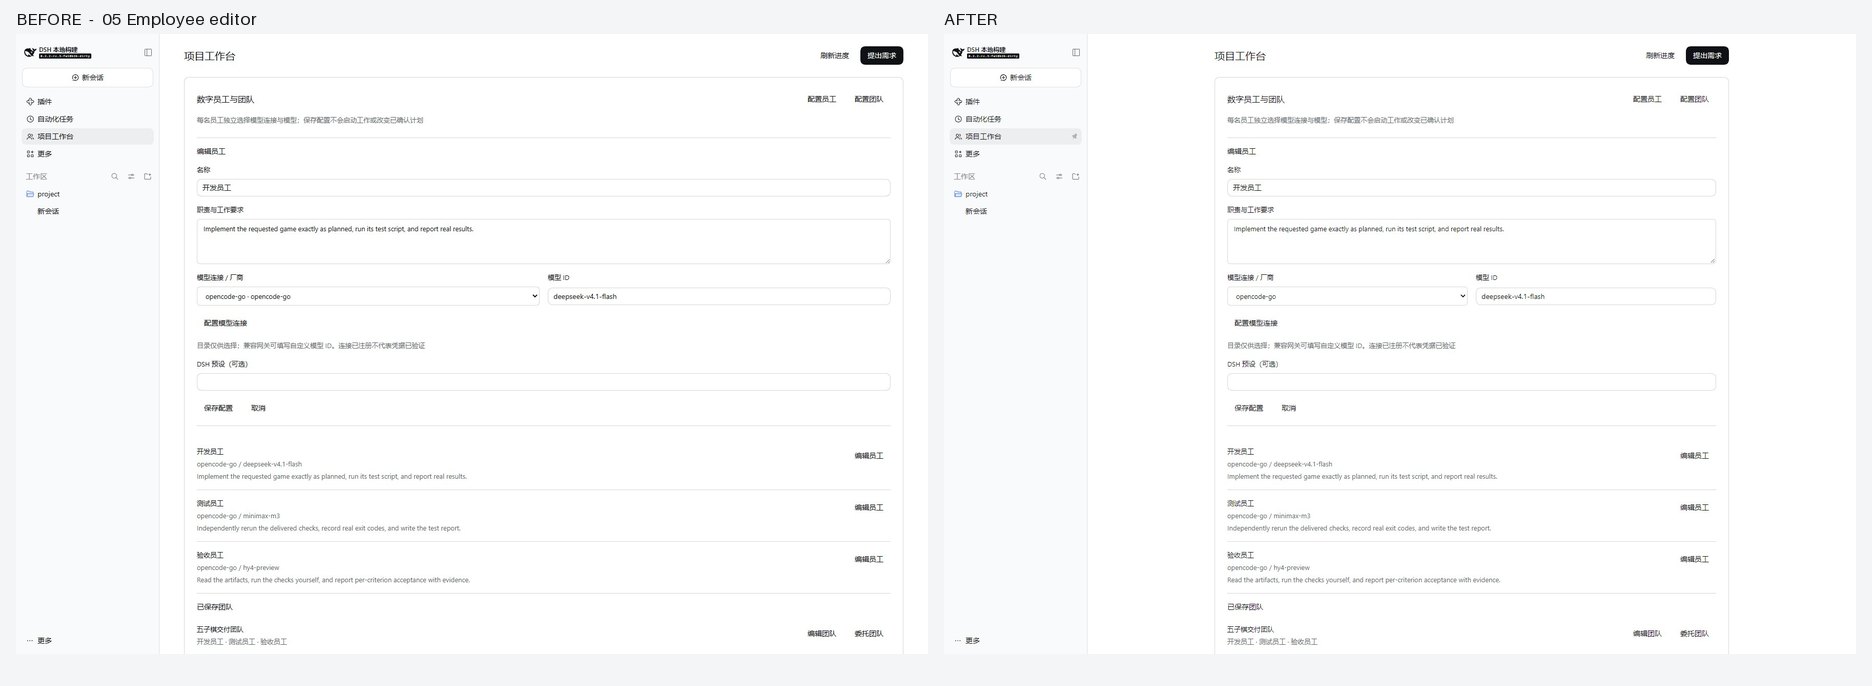 BEFORE - 05 Employee editor
DSH 本地构建
新会话
插件
自动化任务
项目工作台
更多
工作区
project
新会话
更多
项目工作台
刷新进度
提出需求
数字员工与团队
配置员工
配置团队
每名员工独立选择模型连接与模型；保存配置不会启动工作或改变已确认计划
编辑员工
名称
开发员工
职责与工作要求
Implement the requested game exactly as planned, run its test script, and report real results.
模型连接 / 厂商
模型 ID
opencode-go · opencode-go
deepseek-v4.1-flash
配置模型连接
目录仅供选择；兼容网关可填写自定义模型 ID。连接已注册不代表凭据已验证
DSH 预设（可选）
保存配置
取消
开发员工
编辑员工
opencode-go / deepseek-v4.1-flash
Implement the requested game exactly as planned, run its test script, and report real results.
测试员工
编辑员工
opencode-go / minimax-m3
Independently rerun the delivered checks, record real exit codes, and write the test report.
验收员工
编辑员工
opencode-go / hy4-preview
Read the artifacts, run the checks yourself, and report per-criterion acceptance with evidence.
已保存团队
五子棋交付团队
编辑团队
委托团队
开发员工 · 测试员工 · 验收员工
AFTER
DSH 本地构建
新会话
插件
自动化任务
项目工作台
更多
工作区
project
新会话
更多
项目工作台
刷新进度
提出需求
数字员工与团队
配置员工
配置团队
每名员工独立选择模型连接与模型；保存配置不会启动工作或改变已确认计划
编辑员工
名称
开发员工
职责与工作要求
Implement the requested game exactly as planned, run its test script, and report real results.
模型连接 / 厂商
模型 ID
opencode-go
deepseek-v4.1-flash
配置模型连接
目录仅供选择；兼容网关可填写自定义模型 ID。连接已注册不代表凭据已验证
DSH 预设（可选）
保存配置
取消
开发员工
编辑员工
opencode-go / deepseek-v4.1-flash
Implement the requested game exactly as planned, run its test script, and report real results.
测试员工
编辑员工
opencode-go / minimax-m3
Independently rerun the delivered checks, record real exit codes, and write the test report.
验收员工
编辑员工
opencode-go / hy4-preview
Read the artifacts, run the checks yourself, and report per-criterion acceptance with evidence.
已保存团队
五子棋交付团队
编辑团队
委托团队
开发员工 · 测试员工 · 验收员工